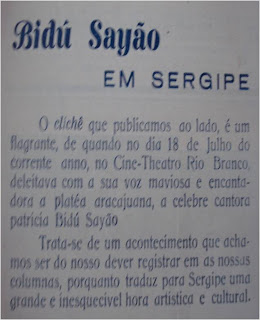 Bidú Sayão
EM SERGIPE
O clichê que publicamos ao lado, é um
flagrante, de quando no dia 18 de Julho do
corrente anno, no Cine-Theatro Rio Branco,
deleitava com a sua voz maviosa e encanta-
dora a platéa aracajuana, a celebre cantora
patricia Bidú Sayão
Trata-se de um acontecimento que acha-
mos ser do nosso dever registrar em as nossas
columnas, porquanto traduz para Sergipe uma
grande e inesquecivel hora artistica e cultural.